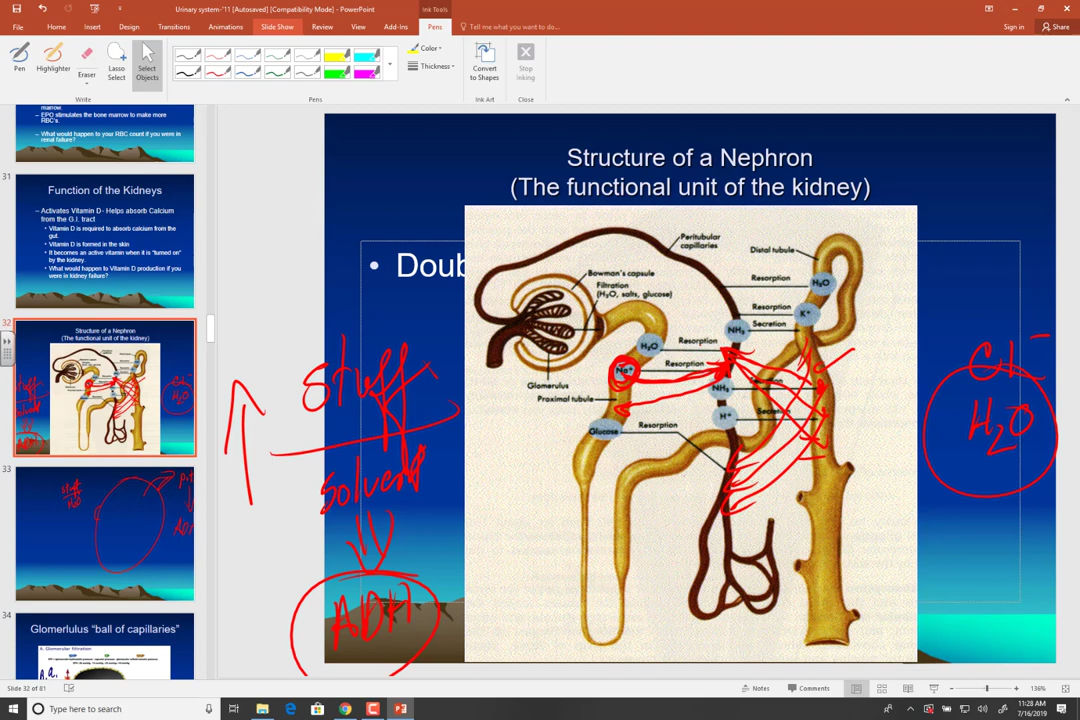 Urinary system-'11 [Autosaved] [Compatibility Mode] - PowerPoint
Ink Tools
File Home Insert Design Transitions Animations Slide Show Review View Add-Ins Pens Tell me what you want to do... Sign in Share
Pen Highlighter Eraser Lasso Select Select Objects
Color
Thickness
Convert to Shapes
Stop Inking
Write Pens Ink Art Close
marrow.
– EPO stimulates the bone marrow to make more RBC's.
– What would happen to your RBC count if you were in renal failure?
31
Function of the Kidneys
– Activates Vitamin D- Helps absorb Calcium
from the G.I. tract
• Vitamin D is required to absorb calcium from the
gut.
• Vitamin D is formed in the skin
• It becomes an active vitamin when it is "turned on"
by the kidney.
• What would happen to Vitamin D production if you
were in kidney failure?
32
Structure of a Nephron
(The functional unit of the kidney)
stuff
solvent
ADH
H2O
33
stuff
H2O
34
Glomerlulus "ball of capillaries"
A. Glomerular filtration
Structure of a Nephron
(The functional unit of the kidney)
• Doub
Peritubular
capillaries
Distal tubule
Bowman's capsule
Filtration
(H2O, salts, glucose)
Resorption
H2O
Resorption
K+
Secretion
NH3
H2O
Resorption
Na+
Resorption
Glomerulus
Proximal tubule
NH3
H+
Glucose
Resorption
stuff
solvent
ADH
H2O
Slide 32 of 81
Notes
Comments
136%
Type here to search
11:28 AM
7/16/2019